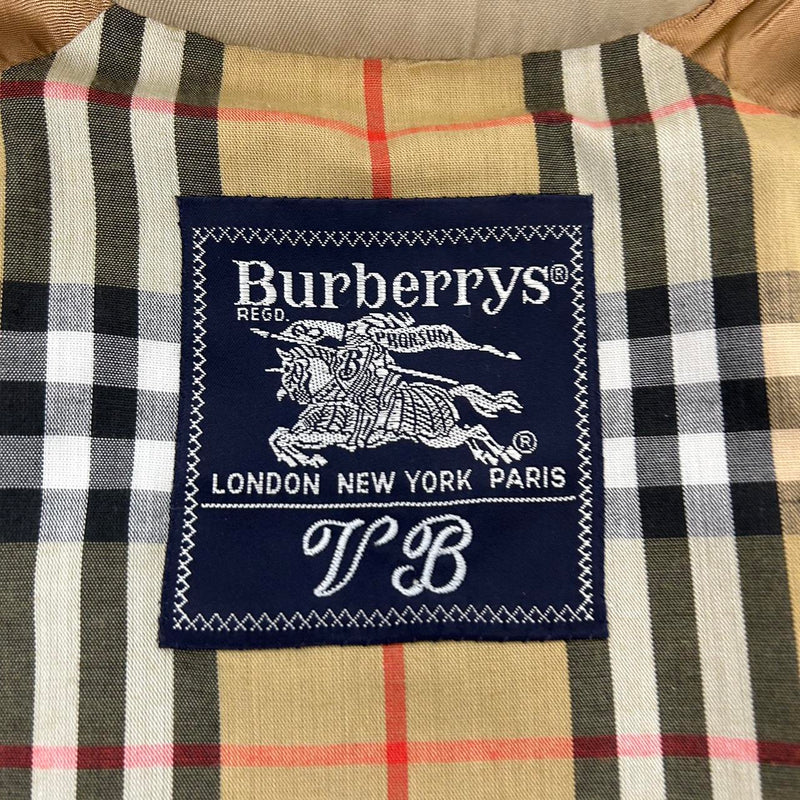 Burberrys®
REGD.
PRORSUM
B
®
LONDON NEW YORK PARIS
VB